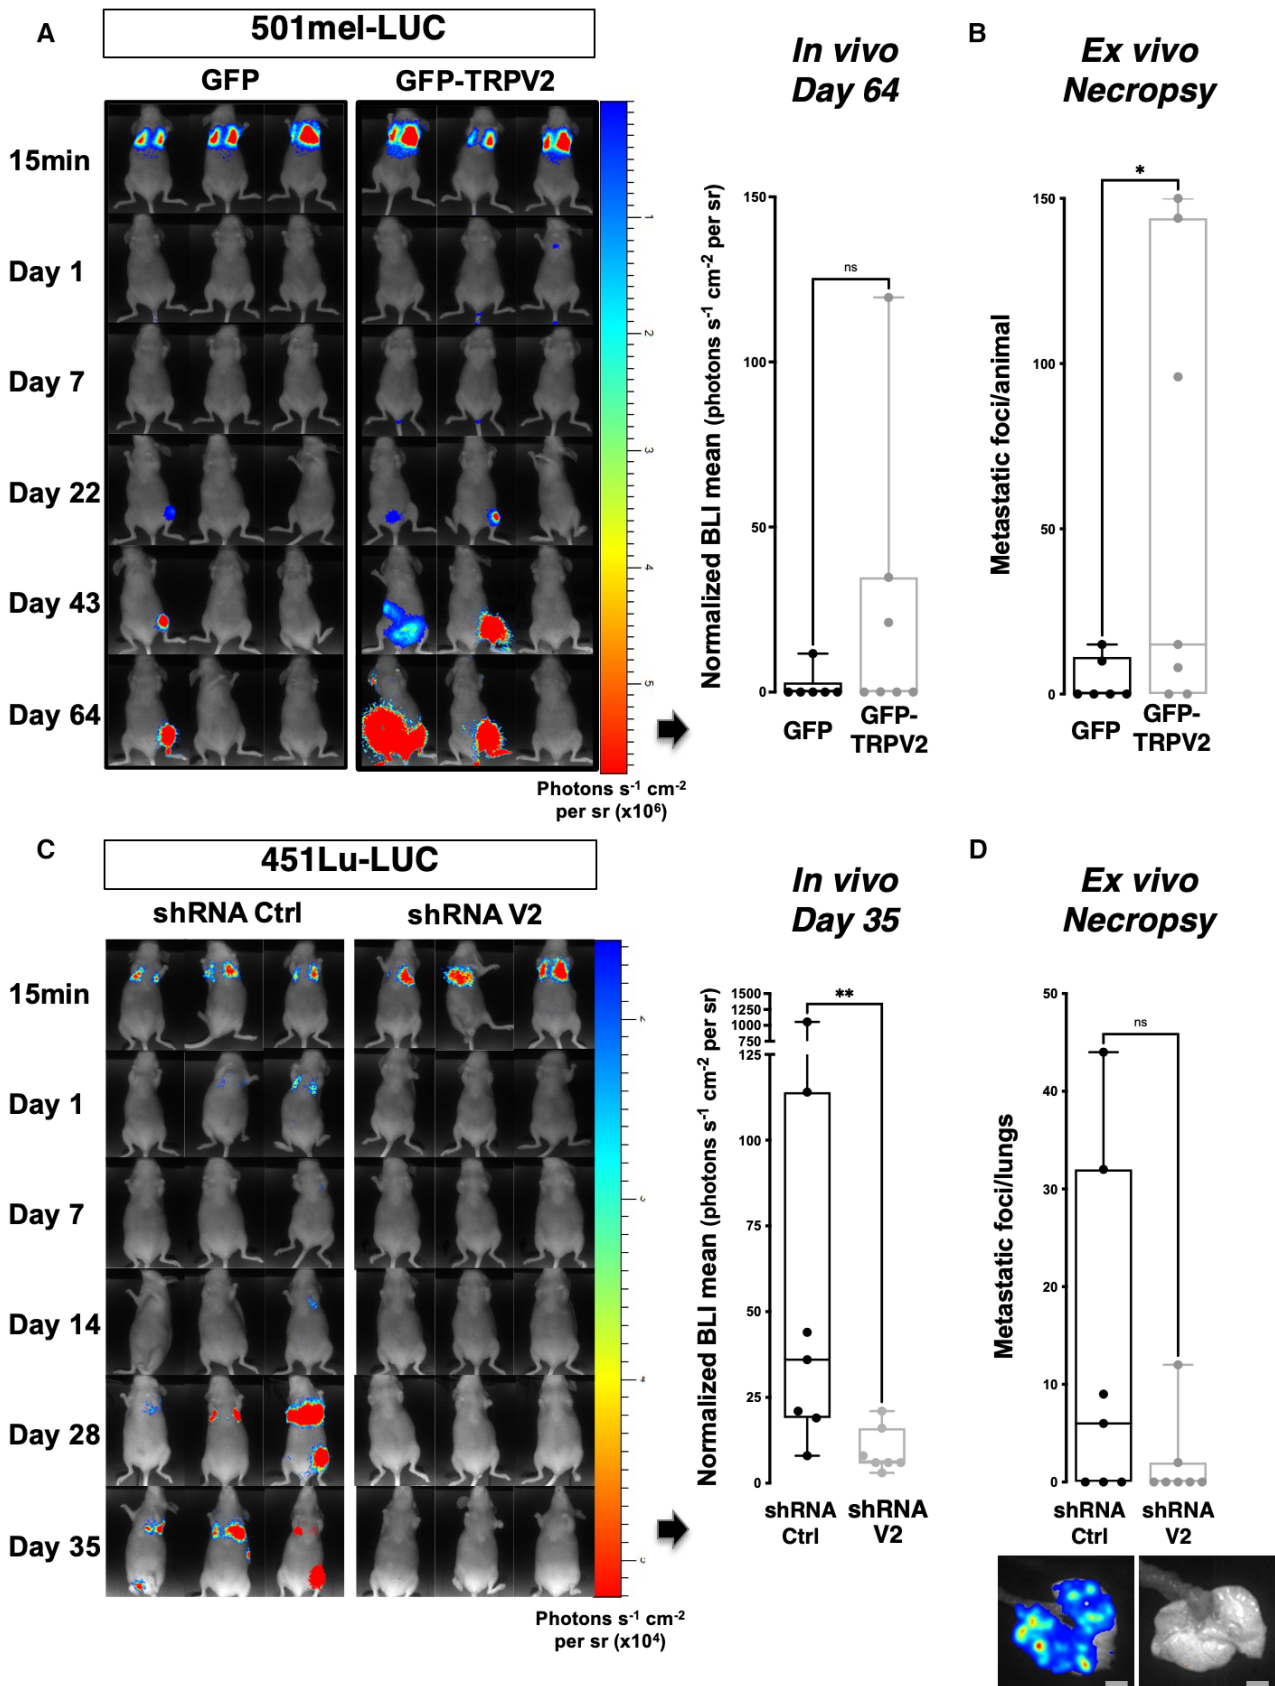 A
501mel-LUC
GFP
GFP-TRPV2
15min
Day 1
Day 7
Day 22
Day 43
Day 64
1
2
3
4
5
Photons s⁻¹ cm⁻²
per sr (x10⁶)
In vivo
Day 64
Normalized BLI mean (photons s⁻¹ cm⁻² per sr)
150
100
50
0
ns
GFP
GFP-
TRPV2
B
Ex vivo
Necropsy
Metastatic foci/animal
150
100
50
0
*
GFP
GFP-
TRPV2
C
451Lu-LUC
shRNA Ctrl
shRNA V2
15min
Day 1
Day 7
Day 14
Day 28
Day 35
Photons s⁻¹ cm⁻²
per sr (x10⁴)
In vivo
Day 35
Normalized BLI mean (photons s⁻¹ cm⁻² per sr)
1500
1250
1000
750
125
100
75
50
25
0
**
shRNA
Ctrl
shRNA
V2
D
Ex vivo
Necropsy
Metastatic foci/lungs
50
40
30
20
10
0
ns
shRNA
Ctrl
shRNA
V2